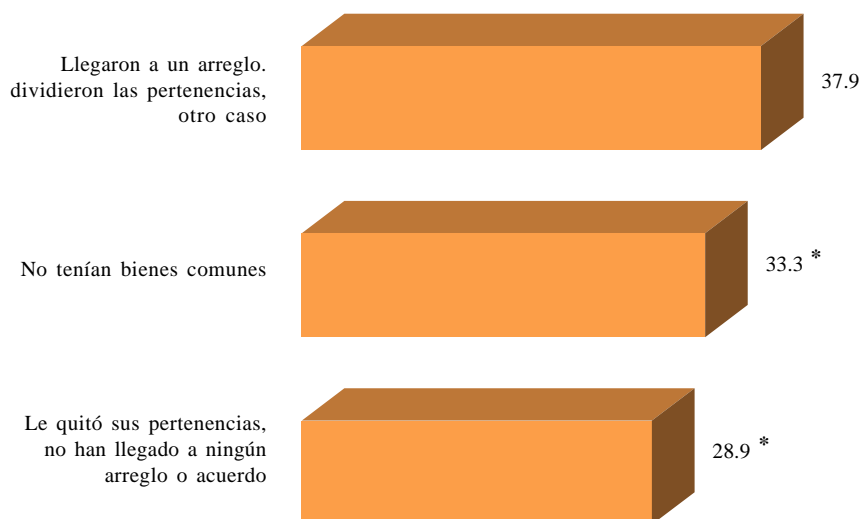 Llegaron a un arreglo.
dividieron las pertenencias,
otro caso
37.9
No tenían bienes comunes
33.3 *
Le quitó sus pertenencias,
no han llegado a ningún
arreglo o acuerdo
28.9 *